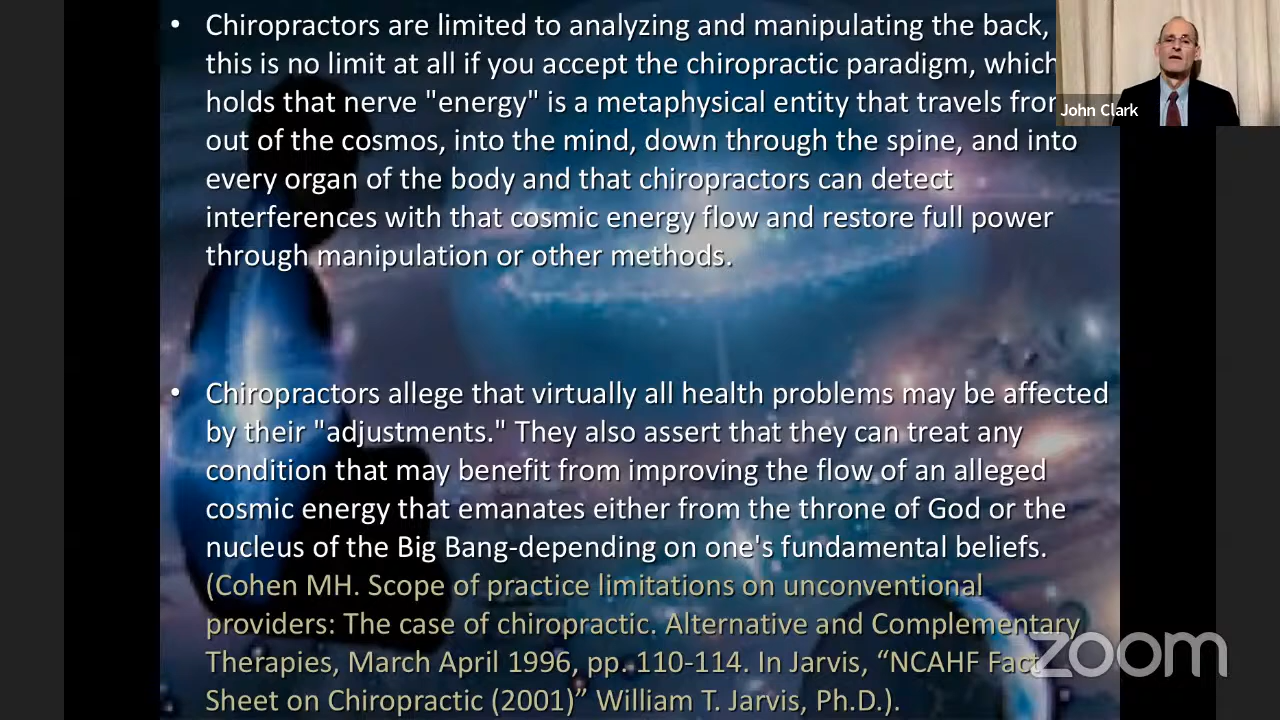 • Chiropractors are limited to analyzing and manipulating the back,
this is no limit at all if you accept the chiropractic paradigm, which
holds that nerve "energy" is a metaphysical entity that travels
out of the cosmos, into the mind, down through the spine, and into
every organ of the body and that chiropractors can detect
interferences with that cosmic energy flow and restore full power
through manipulation or other methods.
John Clark
• Chiropractors allege that virtually all health problems may be affected
by their "adjustments." They also assert that they can treat any
condition that may benefit from improving the flow of an alleged
cosmic energy that emanates either from the throne of God or the
nucleus of the Big Bang-depending on one's fundamental beliefs.
(Cohen MH. Scope of practice limitations on unconventional
providers: The case of chiropractic. Alternative and Complementary
Therapies, March April 1996, pp. 110-114. In Jarvis, “NCAHF Fact
Sheet on Chiropractic (2001)” William T. Jarvis, Ph.D.).
zoom